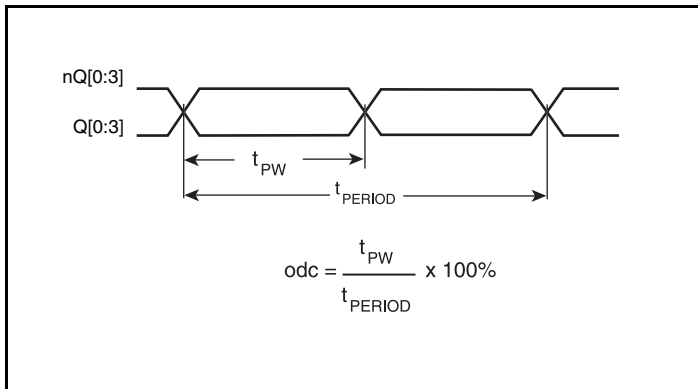 nQ[0:3]
Q[0:3]
tPW
tPERIOD
odc = tPW / tPERIOD x 100%